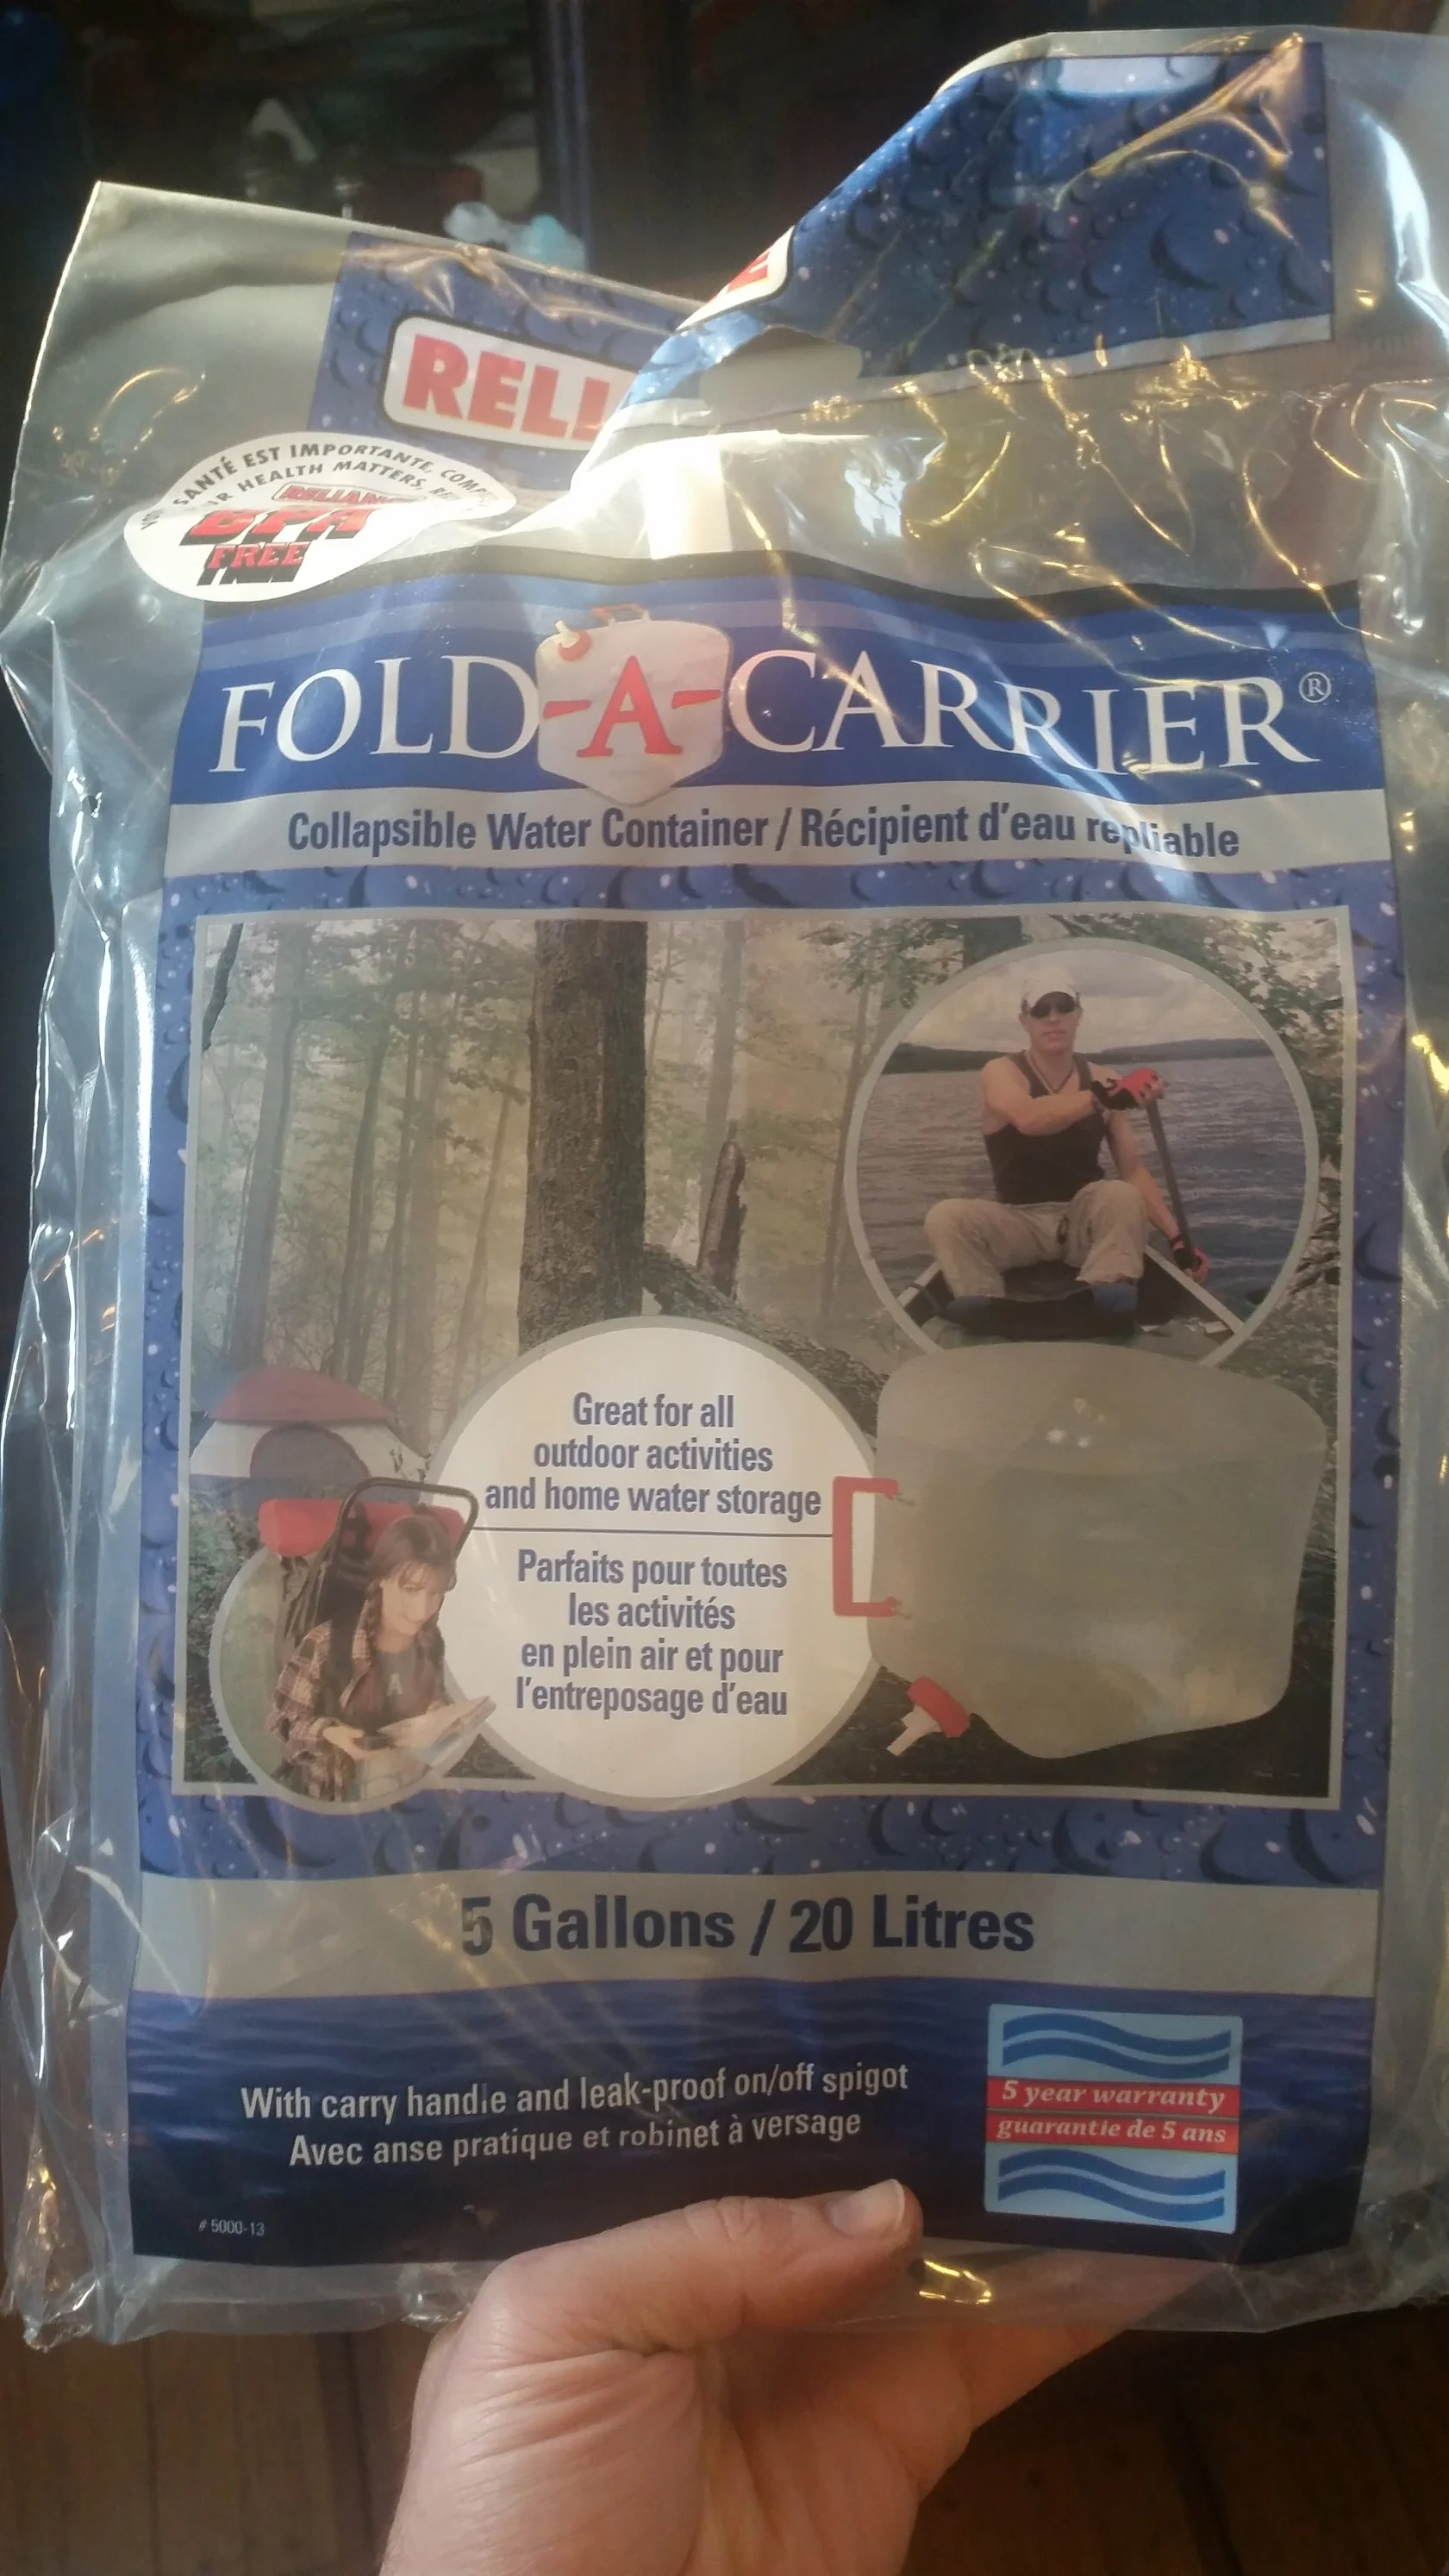 RELI
SANTÉ EST IMPORTANTE,
HEALTH MATTERS,
BPA
FREE
FOLD-A-CARRIER®
Collapsible Water Container / Récipient d'eau repliable
Great for all
outdoor activities
and home water storage
Parfaits pour toutes
les activités
en plein air et pour
l'entreposage d'eau
5 Gallons / 20 Litres
With carry handle and leak-proof on/off spigot
Avec anse pratique et robinet à versage
5 year warranty
guarantie de 5 ans
# 5000-13